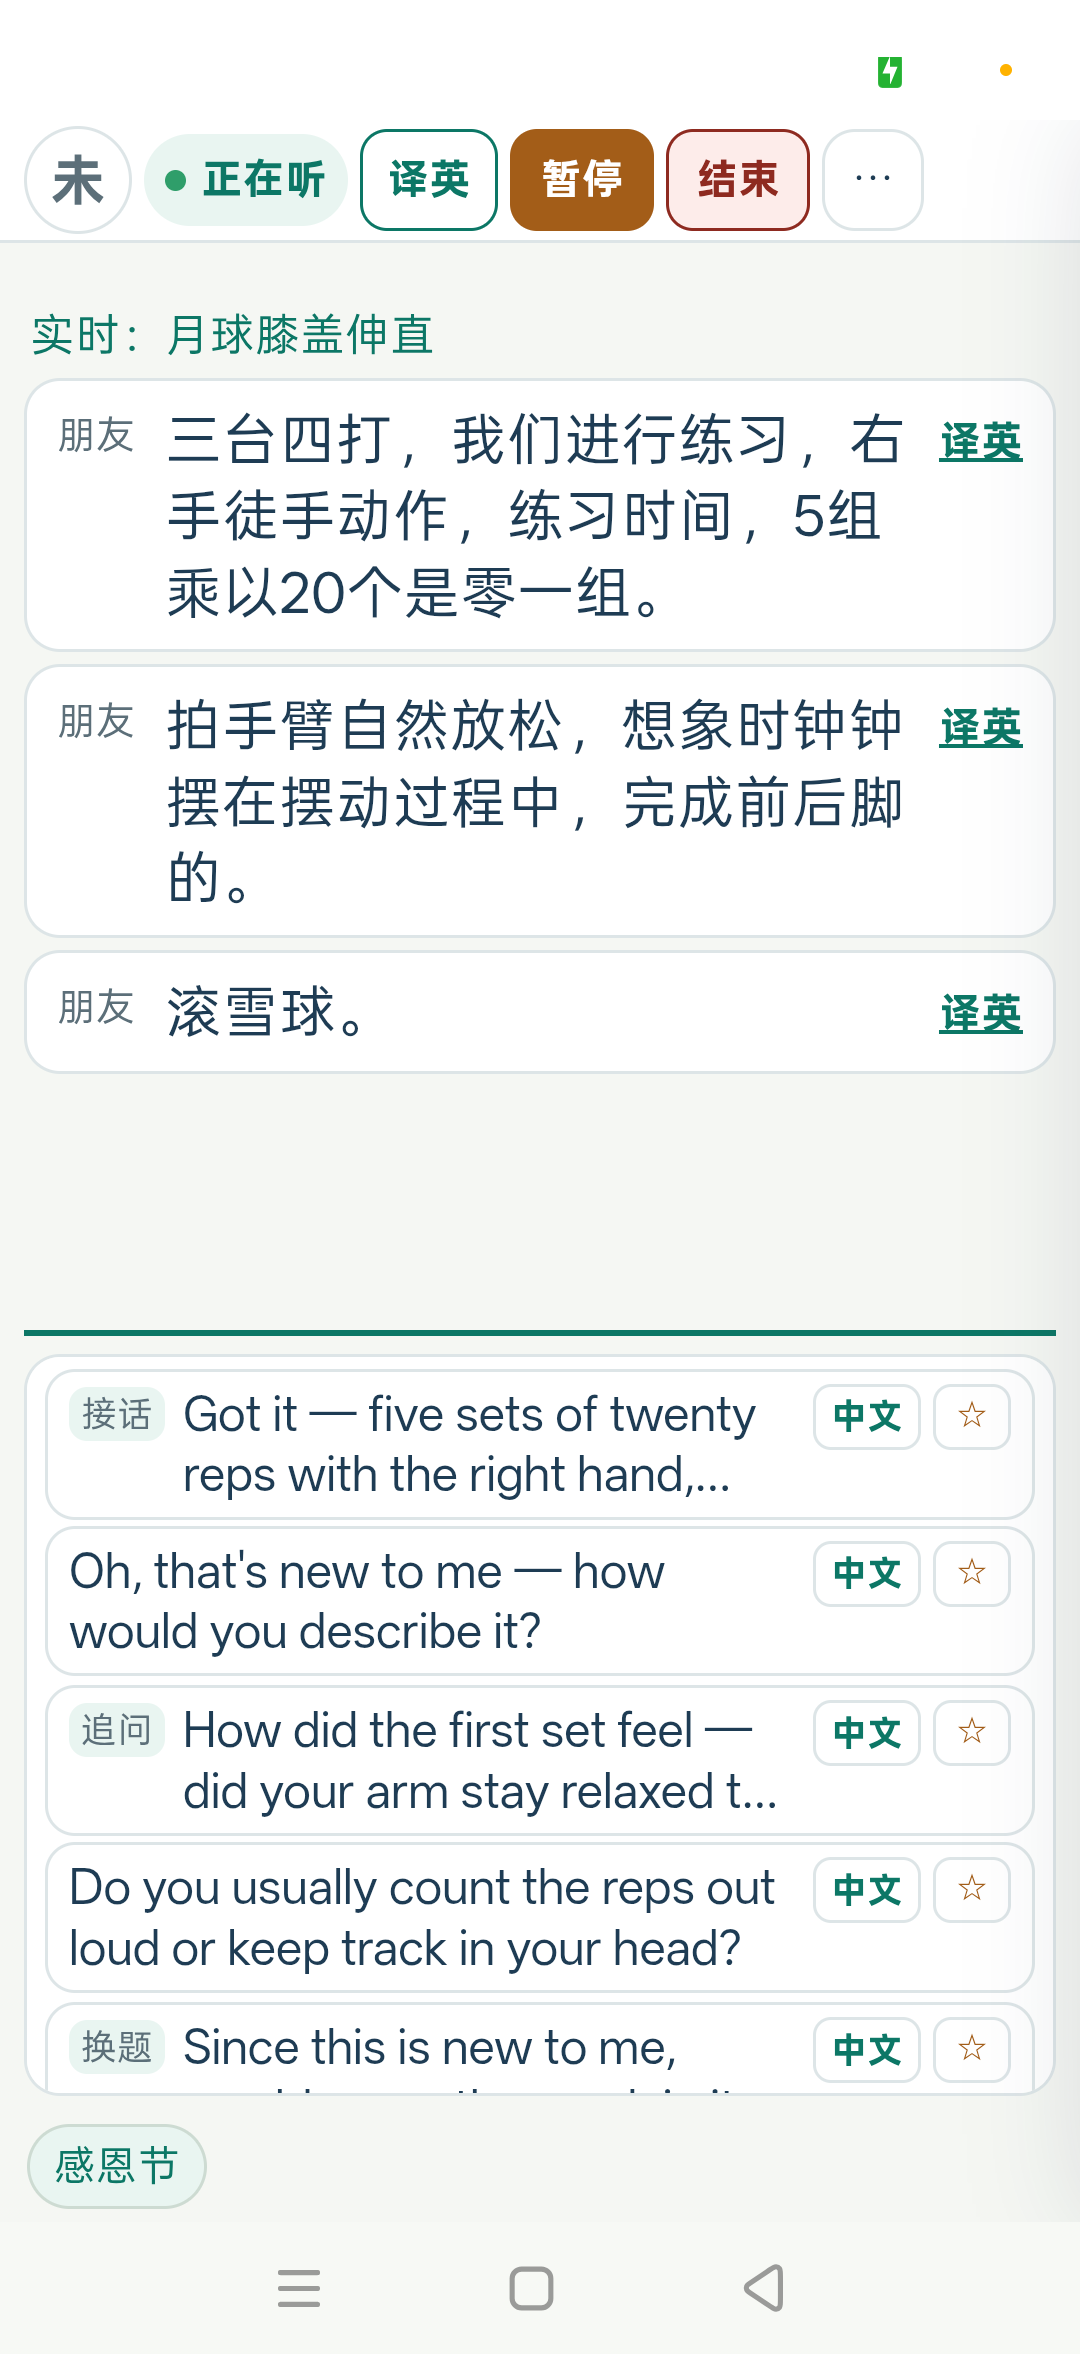 未 正在听 译英 暂停 结束 ···
实时：月球膝盖伸直
朋友 三台四打，我们进行练习，右 译英
手徒手动作，练习时间，5组
乘以20个是零一组。
朋友 拍手臂自然放松，想象时钟钟 译英
摆在摆动过程中，完成前后脚
的。
朋友 滚雪球。 译英
接话 Got it — five sets of twenty 中文 ☆
reps with the right hand,...
Oh, that's new to me — how 中文 ☆
would you describe it?
追问 How did the first set feel — 中文 ☆
did your arm stay relaxed t...
Do you usually count the reps out 中文 ☆
loud or keep track in your head?
换题 Since this is new to me, 中文 ☆
感恩节